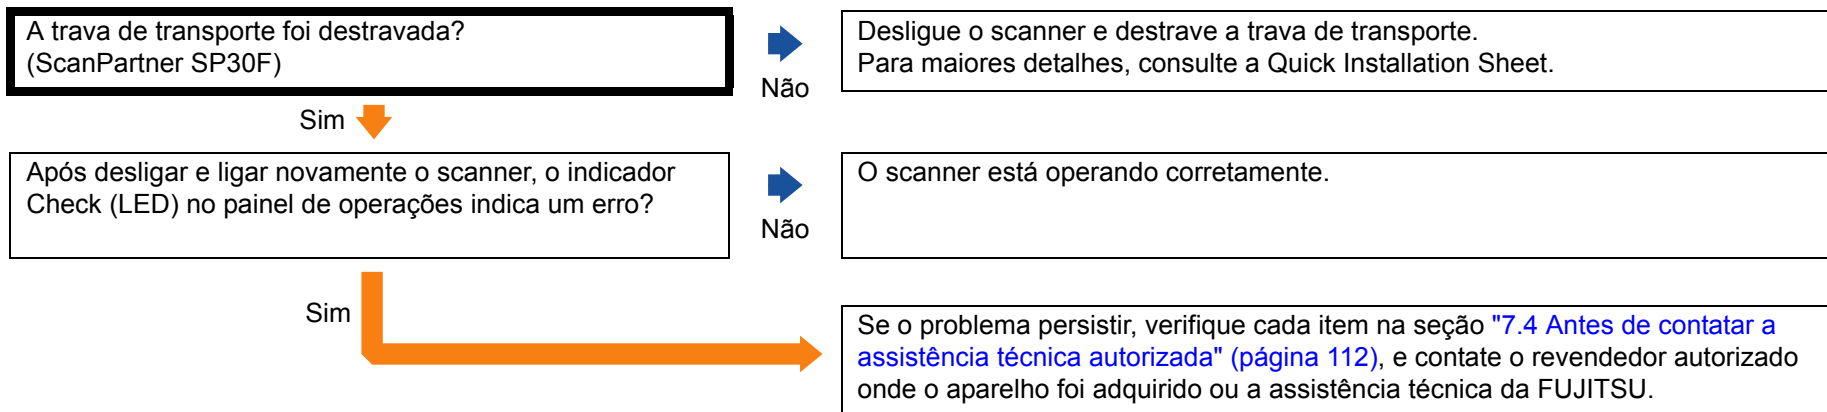 A trava de transporte foi destravada?
(ScanPartner SP30F)
Não
Desligue o scanner e destrave a trava de transporte.
Para maiores detalhes, consulte a Quick Installation Sheet.
Sim
Após desligar e ligar novamente o scanner, o indicador
Check (LED) no painel de operações indica um erro?
Não
O scanner está operando corretamente.
Sim
Se o problema persistir, verifique cada item na seção "7.4 Antes de contatar a
assistência técnica autorizada" (página 112), e contate o revendedor autorizado
onde o aparelho foi adquirido ou a assistência técnica da FUJITSU.